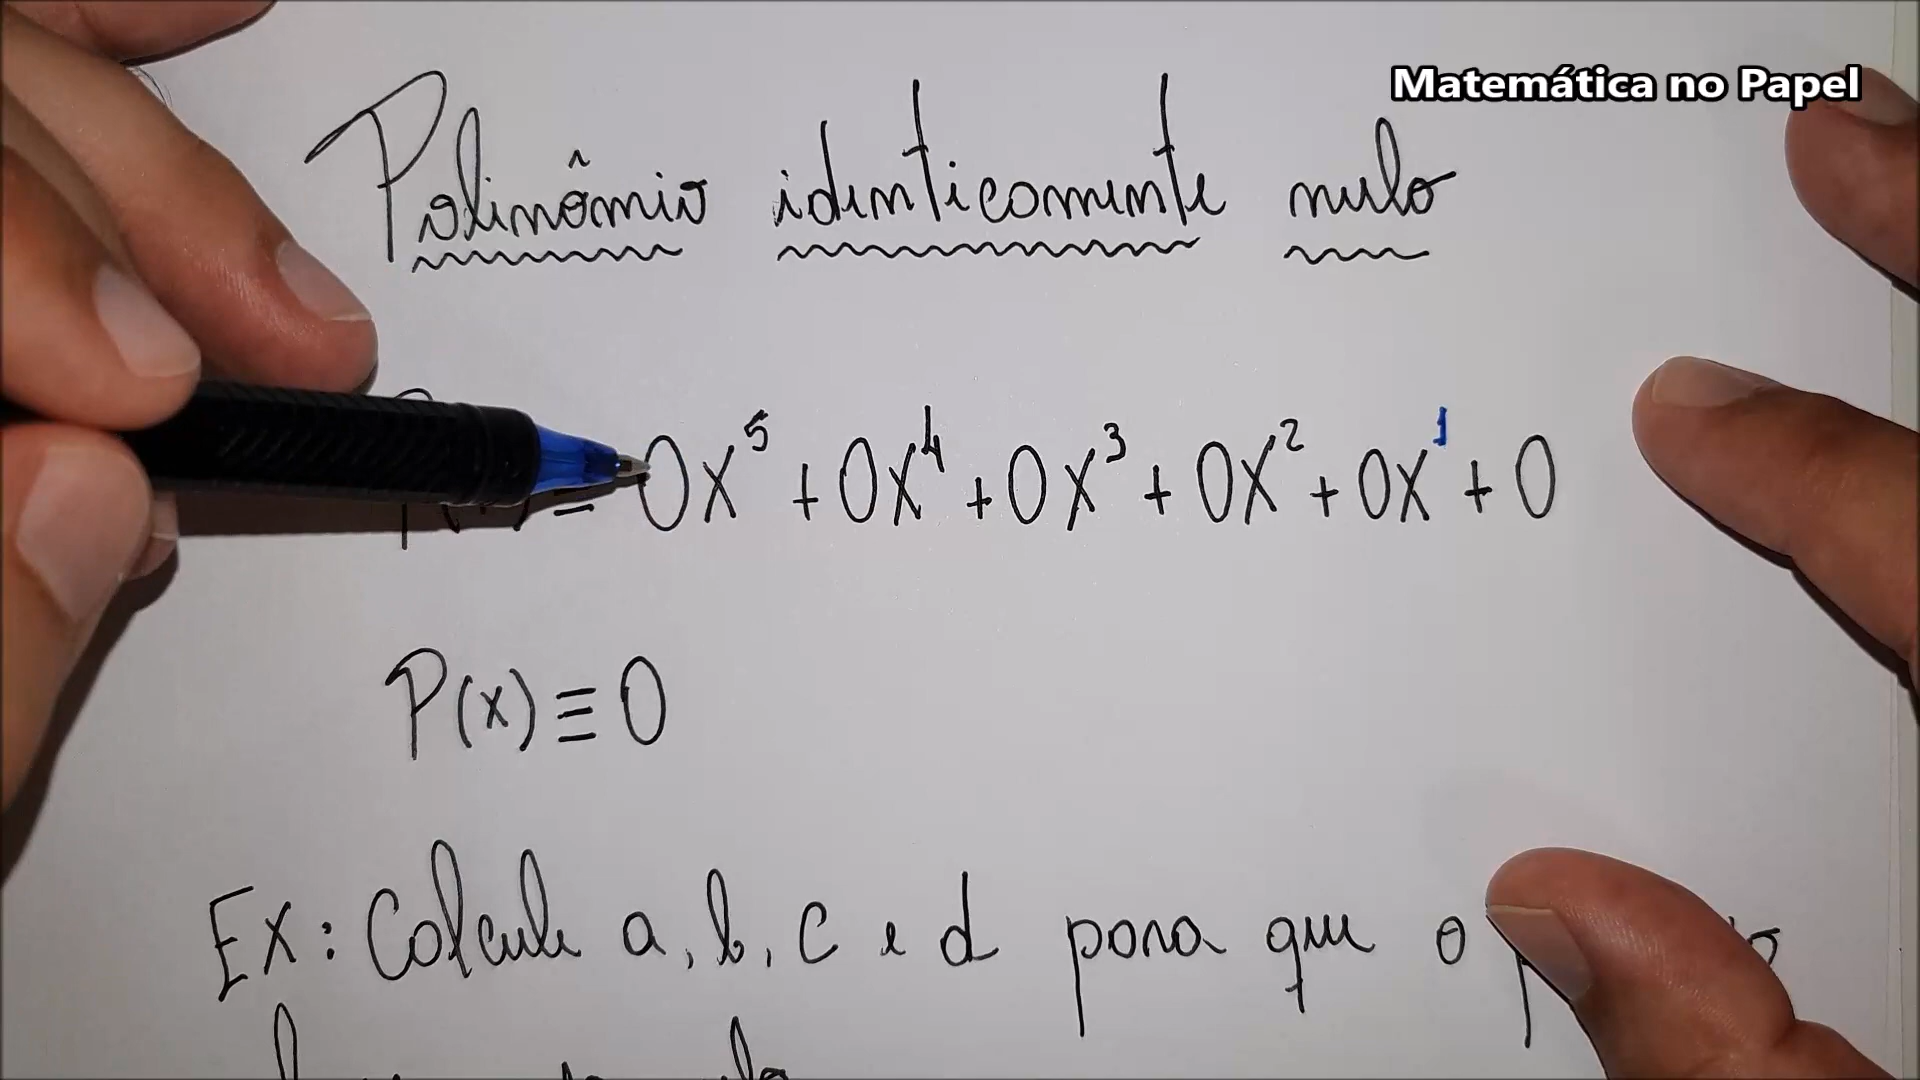 Matemática no Papel
Polinômio identicamente nulo
= 0x⁵ + 0x⁴ + 0x³ + 0x² + 0x¹ + 0
P(x) ≡ 0
Ex: Calcule a, b, c e d para que o